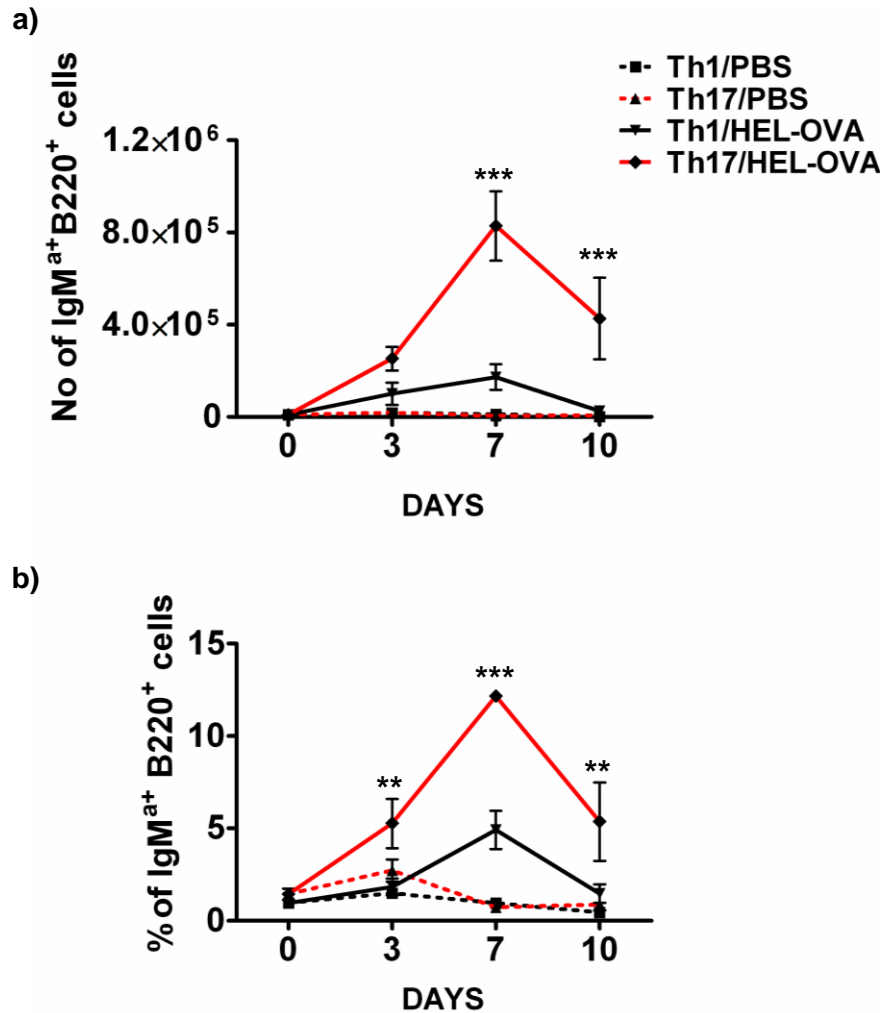 a)
Th1/PBS
Th17/PBS
Th1/HEL-OVA
Th17/HEL-OVA
No of IgMᵃ⁺B220⁺ cells
1.2×10⁶
8.0×10⁵
4.0×10⁵
0
***
***
0 3 7 10
DAYS
b)
% of IgMᵃ⁺ B220⁺ cells
15
10
5
0
**
***
**
0 3 7 10
DAYS